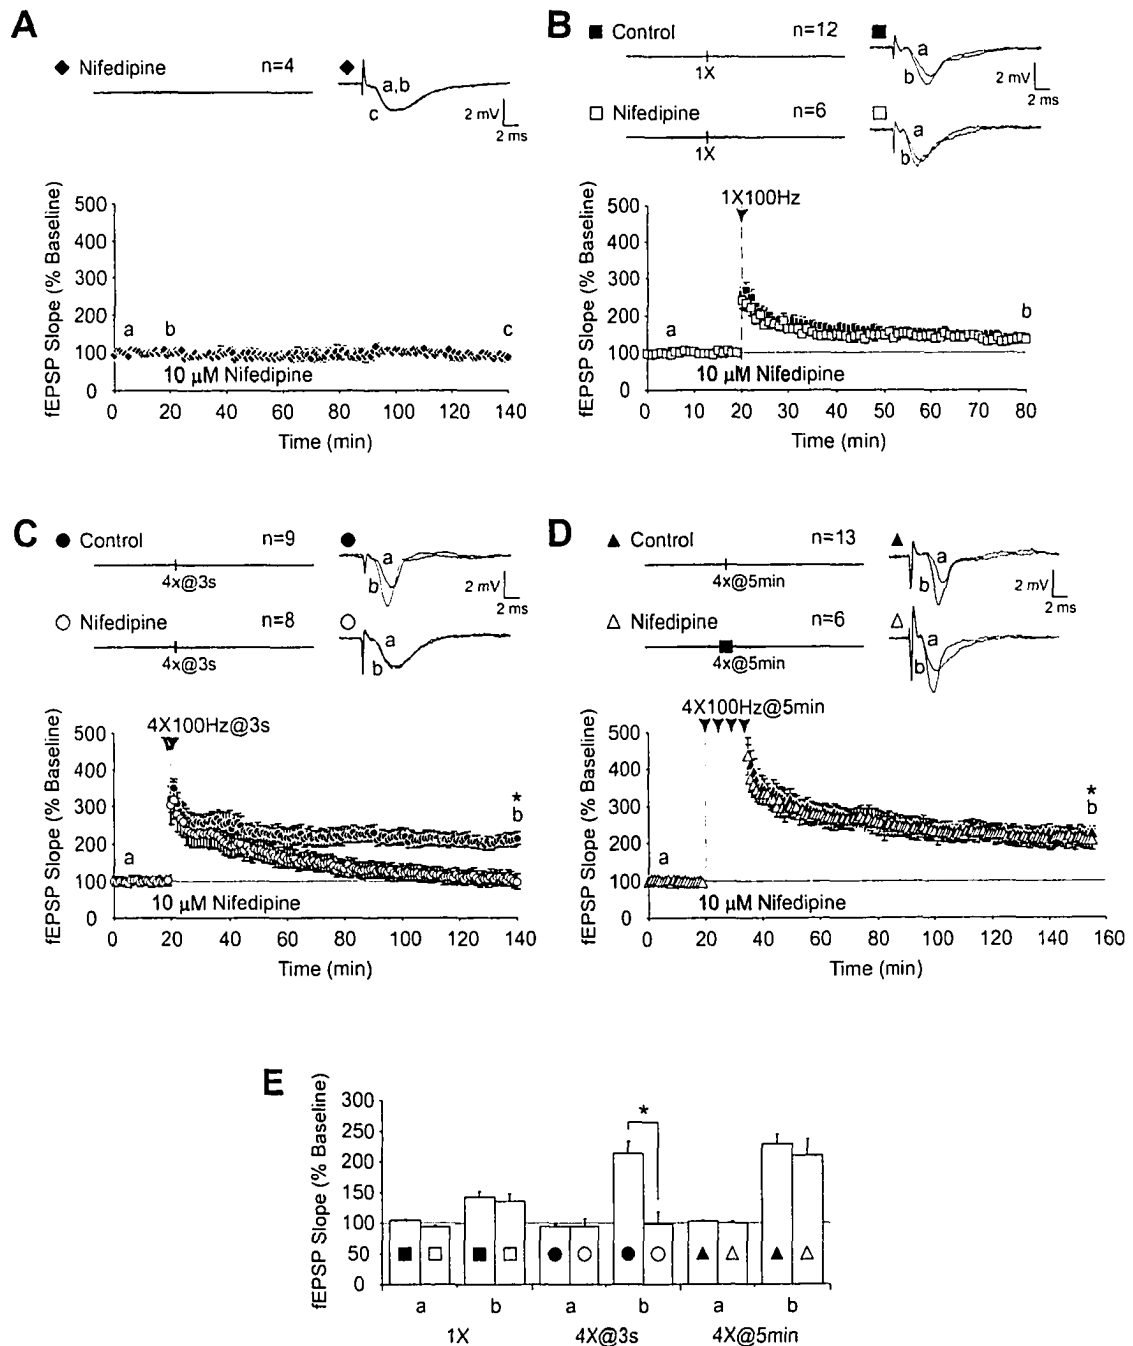 A
Nifedipine n=4
a,b
c
2 mV
2 ms
fEPSP Slope (% Baseline)
500
400
300
200
100
0
a b c
10 µM Nifedipine
0 20 40 60 80 100 120 140
Time (min)
B
Control n=12
1X
a
b
2 mV
2 ms
Nifedipine n=6
1X
a
b
1X100Hz
fEPSP Slope (% Baseline)
500
400
300
200
100
0
a b
10 µM Nifedipine
0 10 20 30 40 50 60 70 80
Time (min)
C
Control n=9
4x@3s
a
b
2 mV
2 ms
Nifedipine n=8
4x@3s
a
b
4X100Hz@3s
fEPSP Slope (% Baseline)
500
400
300
200
100
0
a
*
b
10 µM Nifedipine
0 20 40 60 80 100 120 140
Time (min)
D
Control n=13
4x@5min
a
b
2 mV
2 ms
Nifedipine n=6
4x@5min
a
b
4X100Hz@5min
fEPSP Slope (% Baseline)
500
400
300
200
100
0
a
*
b
10 µM Nifedipine
0 20 40 60 80 100 120 140 160
Time (min)
E
fEPSP Slope (% Baseline)
300
250
200
150
100
50
0
*
a b a b a b
1X 4X@3s 4X@5min